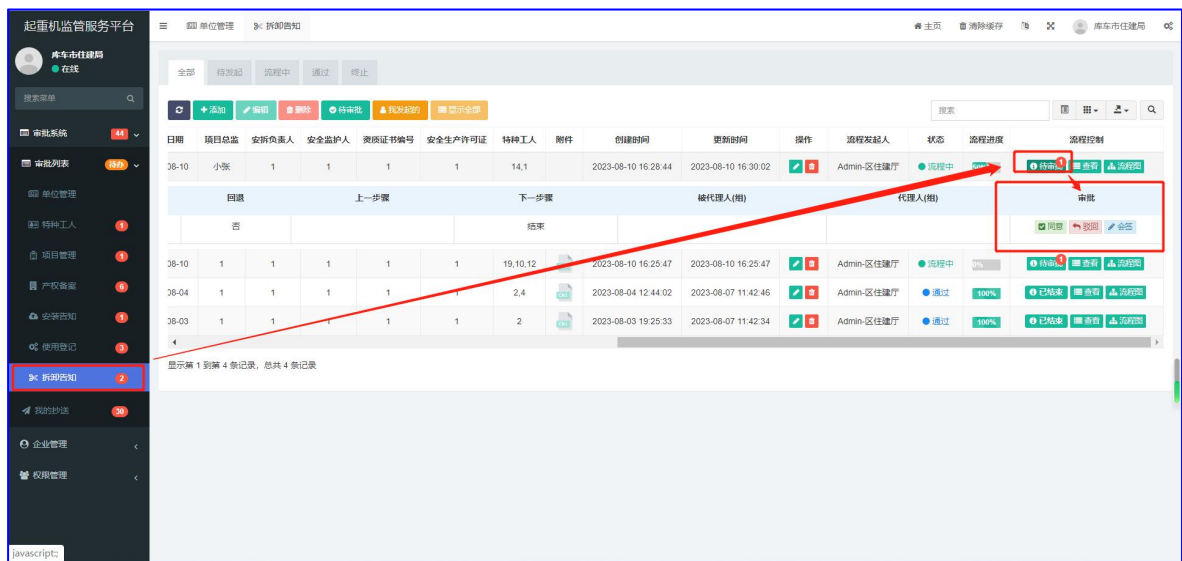 起重机监管服务平台 单位管理 拆卸告知 主页 清除缓存 库车市住建局
库车市住建局
在线
搜索菜单
审批系统 44
审批列表 待办
单位管理
特种工人 1
项目管理 1
产权备案 6
安装告知 1
使用登记 3
拆卸告知 2
我的抄送 30
企业管理
权限管理
全部 待发起 流程中 通过 终止
添加 编辑 删除 待审批 我发起的 显示全部 搜索
日期 项目总监 安拆负责人 安全监护人 资质证书编号 安全生产许可证 特种工人 附件 创建时间 更新时间 操作 流程发起人 状态 流程进度 流程控制
08-10 小张 1 1 1 1 14,1 2023-08-10 16:28:44 2023-08-10 16:30:02 Admin-区住建厅 流程中 待审批 1 查看 流程图
回退 上一步骤 下一步骤 被代理人(组) 代理人(组) 审批
否 结束 同意 驳回 会签
08-10 1 1 1 1 1 19,10,12 2023-08-10 16:25:47 2023-08-10 16:25:47 Admin-区住建厅 流程中 0% 待审批 1 查看 流程图
08-04 1 1 1 1 1 2,4 2023-08-04 12:44:02 2023-08-07 11:42:46 Admin-区住建厅 通过 100% 已结束 查看 流程图
08-03 1 1 1 1 1 2 2023-08-03 19:25:33 2023-08-07 11:42:34 Admin-区住建厅 通过 100% 已结束 查看 流程图
显示第 1 到第 4 条记录，总共 4 条记录
javascript:;